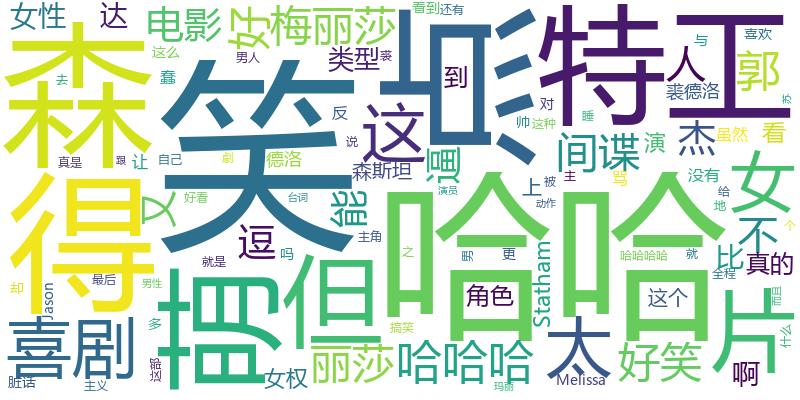 女性
达
电影
好
梅丽莎
看到
还有
森
笑
影
特工
这么
男人
裘
类型
到
人
与
喜欢
郭
去
蠢
反
这
对
裘德洛
苏
真是
跟
让
自己
剧
德洛
说
逼
帅
这种
睡
间谍
演
杰
虽然
看
得
又
能
森斯坦
演员
上
被
主
动作
骂
没有
给
地
女
不
哈哈
好看
台词
逗
吗
主角
就是
萌
但
之
更
就
哈哈哈哈
比
真的
个
全程
却
最后
男性
Jason
多
搞笑
角色
Statham
这个
片
而且
什么
喜剧
这部
脏话
主义
女权
丽莎
哈哈哈
玛丽
太
Melissa
好笑
啊